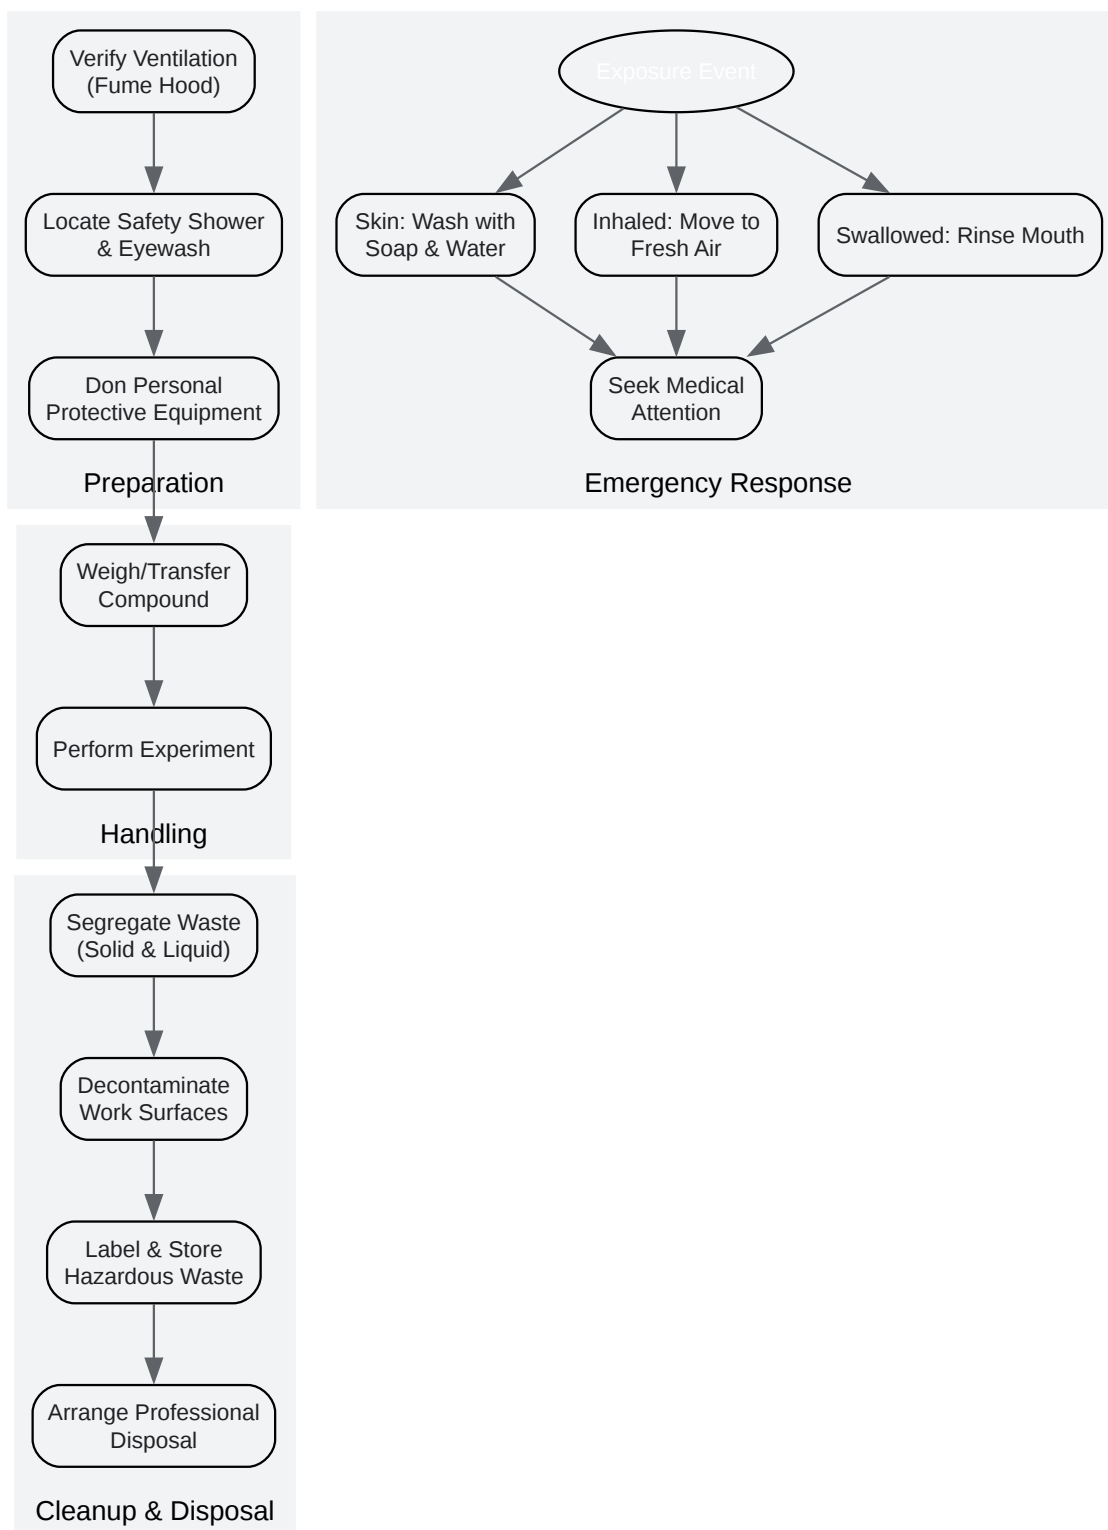 Verify Ventilation
(Fume Hood)
Locate Safety Shower
& Eyewash
Don Personal
Protective Equipment
Preparation
Weigh/Transfer
Compound
Perform Experiment
Handling
Segregate Waste
(Solid & Liquid)
Decontaminate
Work Surfaces
Label & Store
Hazardous Waste
Arrange Professional
Disposal
Cleanup & Disposal
Exposure Event
Skin: Wash with
Soap & Water
Inhaled: Move to
Fresh Air
Swallowed: Rinse Mouth
Seek Medical
Attention
Emergency Response